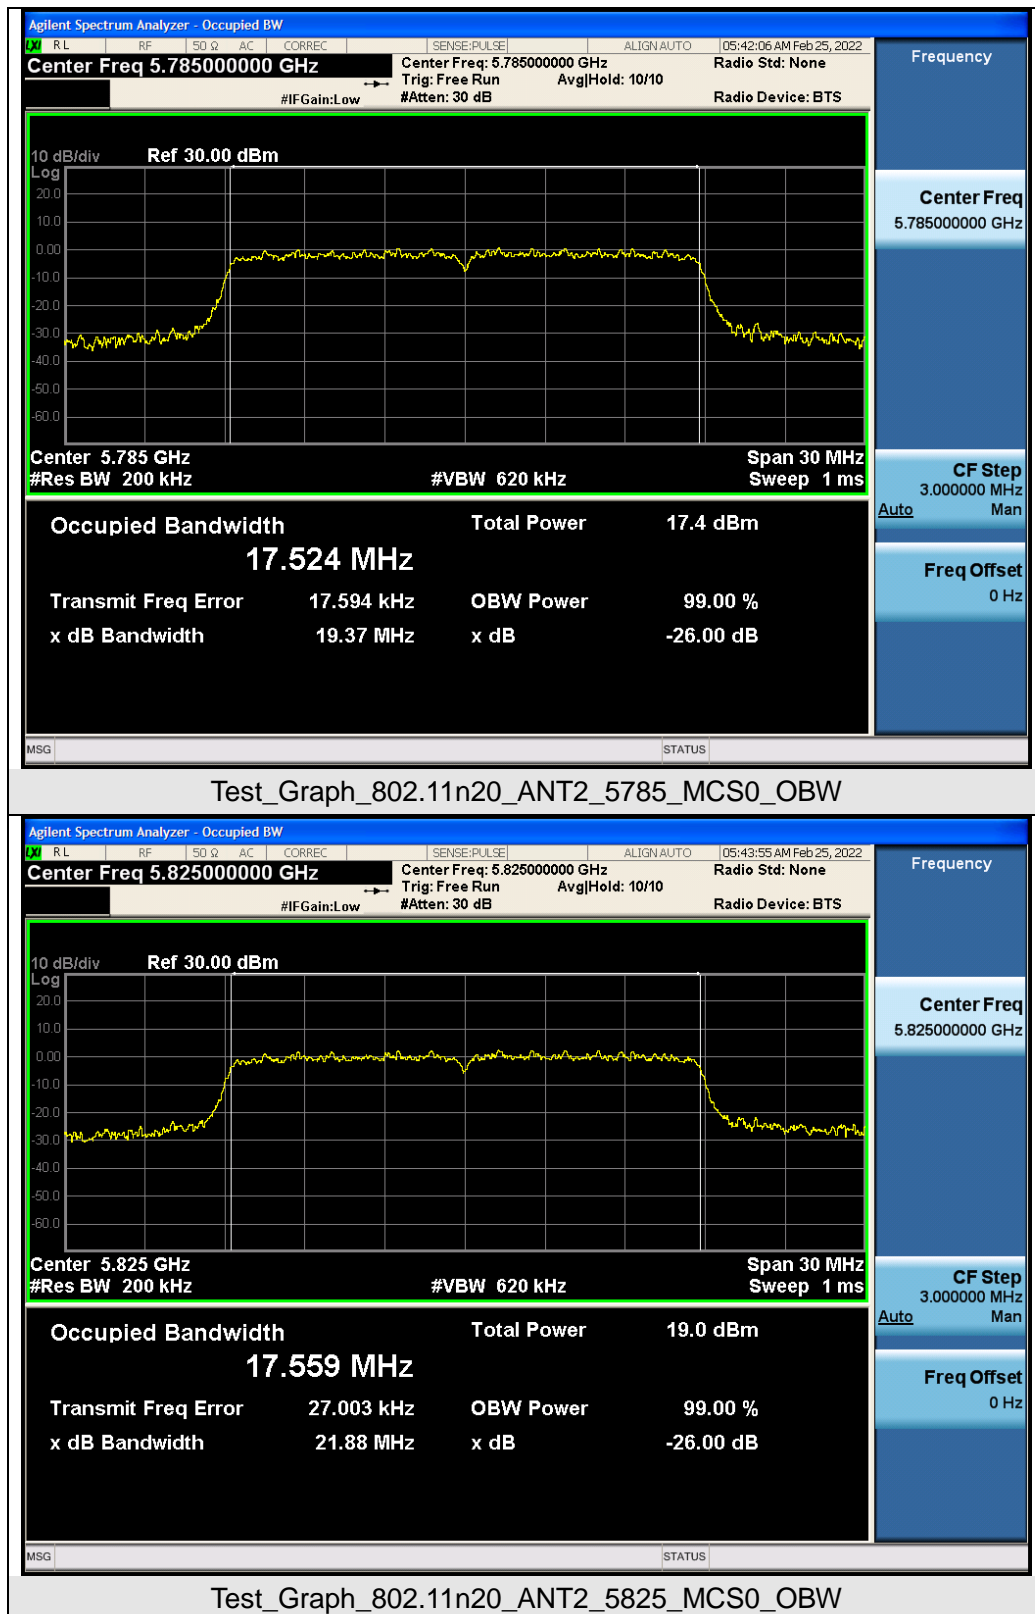 Agilent Spectrum Analyzer - Occupied BW
LXI RL RF 50 Ω AC CORREC SENSE:PULSE ALIGN AUTO 05:42:06 AM Feb 25, 2022
Center Freq 5.785000000 GHz
Center Freq: 5.785000000 GHz
Radio Std: None
Trig: Free Run Avg|Hold: 10/10
#IFGain:Low #Atten: 30 dB Radio Device: BTS
Frequency
10 dB/div Ref 30.00 dBm
Log
20.0
10.0
0.00
-10.0
-20.0
-30.0
-40.0
-50.0
-60.0
Center 5.785 GHz Span 30 MHz
#Res BW 200 kHz #VBW 620 kHz Sweep 1 ms
Center Freq
5.785000000 GHz
CF Step
3.000000 MHz
Auto Man
Freq Offset
0 Hz
Occupied Bandwidth Total Power 17.4 dBm
17.524 MHz
Transmit Freq Error 17.594 kHz OBW Power 99.00 %
x dB Bandwidth 19.37 MHz x dB -26.00 dB
MSG STATUS
Test_Graph_802.11n20_ANT2_5785_MCS0_OBW
Agilent Spectrum Analyzer - Occupied BW
LXI RL RF 50 Ω AC CORREC SENSE:PULSE ALIGN AUTO 05:43:55 AM Feb 25, 2022
Center Freq 5.825000000 GHz
Center Freq: 5.825000000 GHz
Radio Std: None
Trig: Free Run Avg|Hold: 10/10
#IFGain:Low #Atten: 30 dB Radio Device: BTS
Frequency
10 dB/div Ref 30.00 dBm
Log
20.0
10.0
0.00
-10.0
-20.0
-30.0
-40.0
-50.0
-60.0
Center 5.825 GHz Span 30 MHz
#Res BW 200 kHz #VBW 620 kHz Sweep 1 ms
Center Freq
5.825000000 GHz
CF Step
3.000000 MHz
Auto Man
Freq Offset
0 Hz
Occupied Bandwidth Total Power 19.0 dBm
17.559 MHz
Transmit Freq Error 27.003 kHz OBW Power 99.00 %
x dB Bandwidth 21.88 MHz x dB -26.00 dB
MSG STATUS
Test_Graph_802.11n20_ANT2_5825_MCS0_OBW